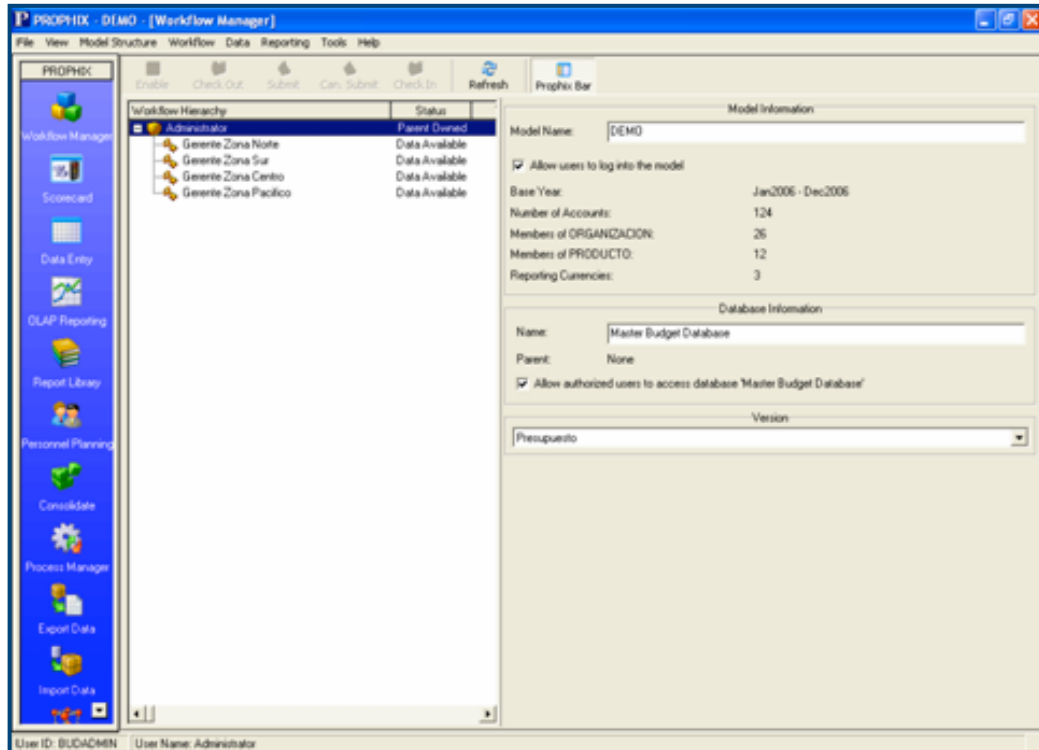 PROPHIX - DEMO - [Workflow Manager]
File View Model Structure Workflow Data Reporting Tools Help
PROPHIX
Workflow Manager
Scorecard
Data Entry
OLAP Reporting
Report Library
Personnel Planning
Consolidate
Process Manager
Export Data
Import Data
Enable Check Out Submit Can. Submit Check In Refresh Prophix Bar
Workflow Hierarchy Status
Administrator Parent Owned
Gerente Zona Norte Data Available
Gerente Zona Sur Data Available
Gerente Zona Centro Data Available
Gerente Zona Pacifico Data Available
Model Information
Model Name: DEMO
Allow users to log into the model
Base Year: Jan2006 - Dec2006
Number of Accounts: 124
Members of ORGANIZACION: 26
Members of PRODUCTO: 12
Reporting Currencies: 3
Database Information
Name: Master Budget Database
Parent: None
Allow authorized users to access database 'Master Budget Database'
Version
Presupuesto
User ID: BUDADMIN User Name: Administrator